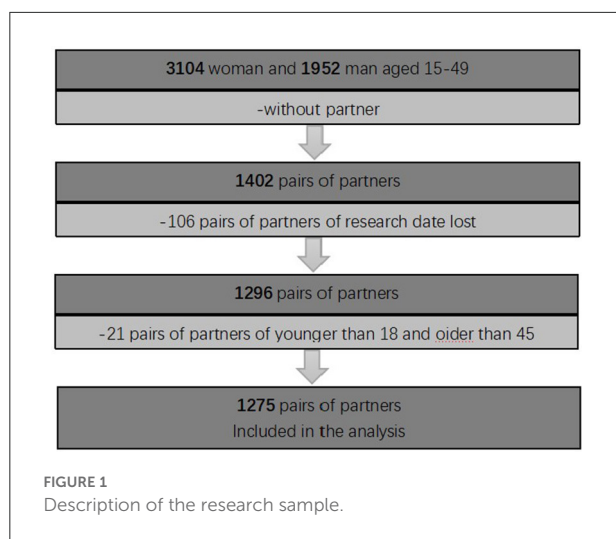 3104 woman and 1952 man aged 15-49
-without partner
1402 pairs of partners
-106 pairs of partners of research date lost
1296 pairs of partners
-21 pairs of partners of younger than 18 and oider than 45
1275 pairs of partners
Included in the analysis
FIGURE 1
Description of the research sample.